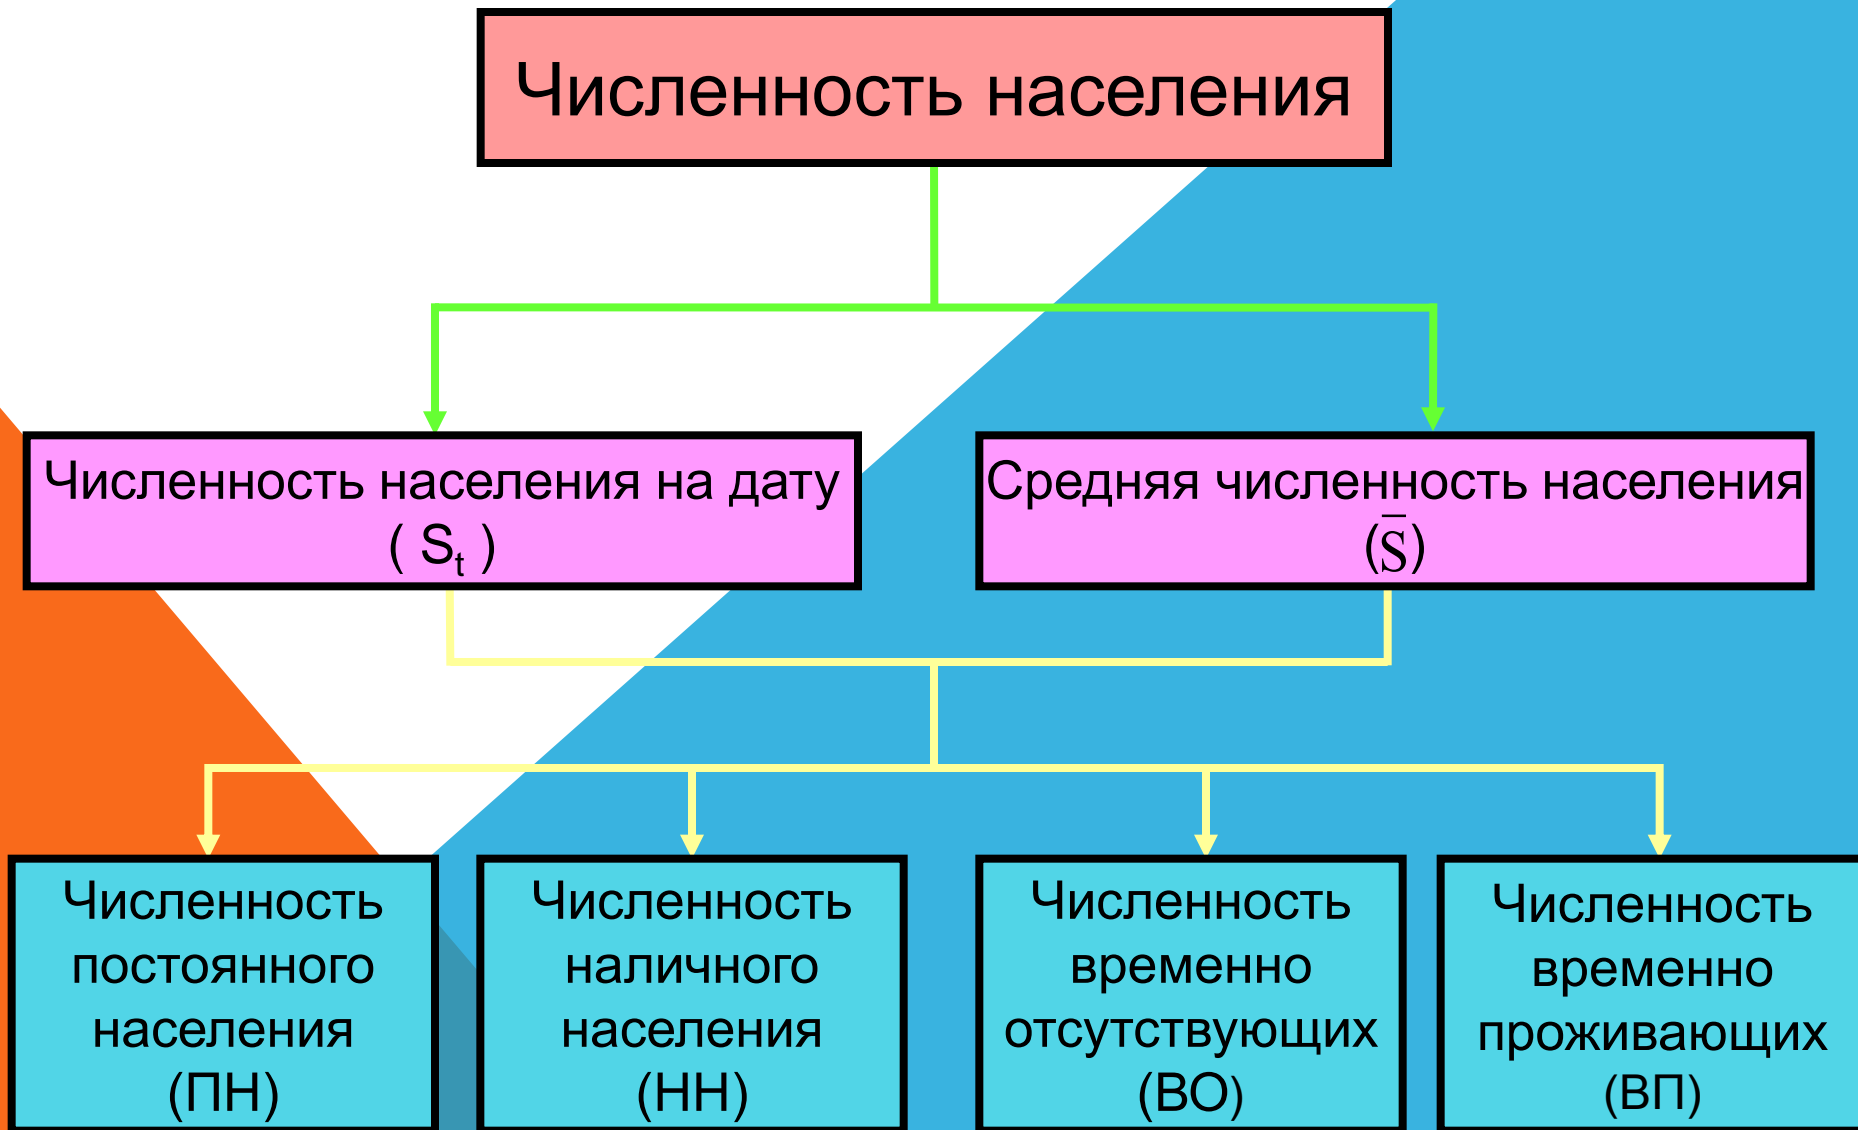 Численность населения
Численность населения на дату
( Sₜ )
Средняя численность населения
(S̅)
Численность
постоянного
населения
(ПН)
Численность
наличного
населения
(НН)
Численность
временно
отсутствующих
(ВО)
Численность
временно
проживающих
(ВП)